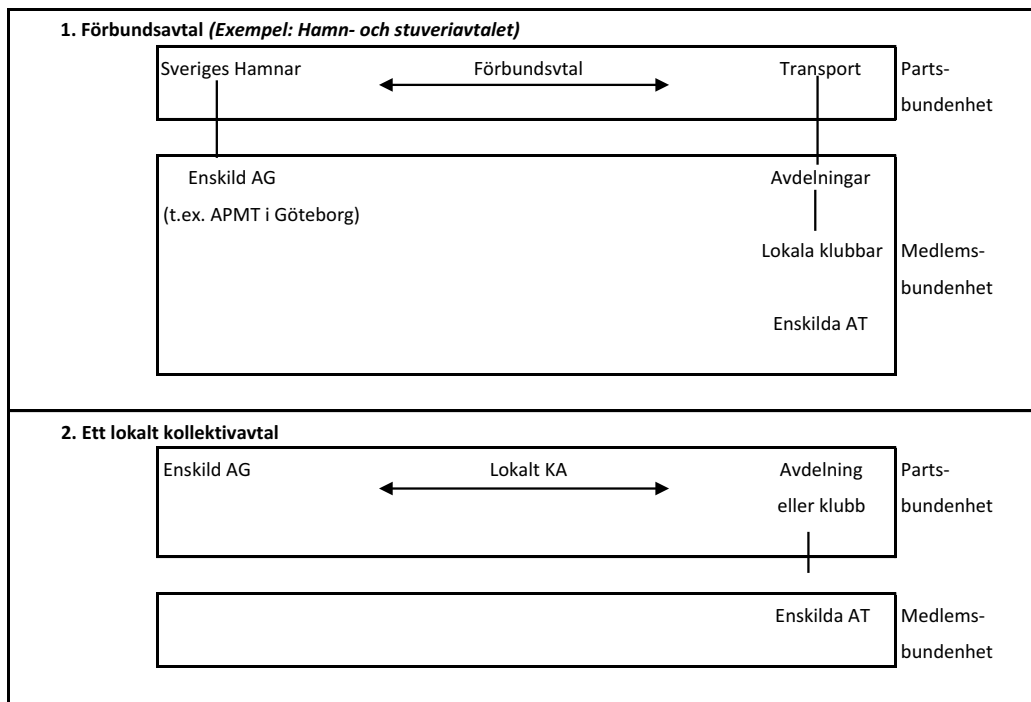 1. Förbundsavtal (Exempel: Hamn- och stuveriavtalet)
Sveriges Hamnar Förbundsvtal Transport Parts-
bundenhet
Enskild AG Avdelningar
(t.ex. APMT i Göteborg)
Lokala klubbar Medlems-
bundenhet
Enskilda AT
2. Ett lokalt kollektivavtal
Enskild AG Lokalt KA Avdelning Parts-
eller klubb bundenhet
Enskilda AT Medlems-
bundenhet